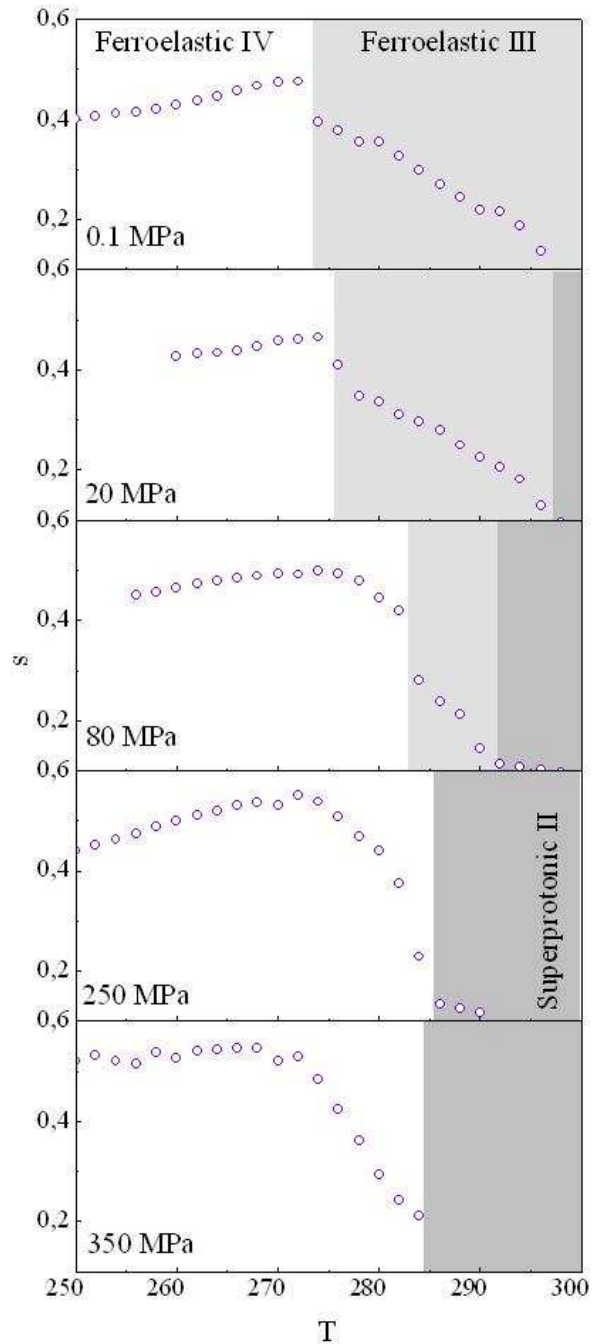 0,6
Ferroelastic IV
Ferroelastic III
0,4
0,2
0.1 MPa
0,6
0,4
0,2
20 MPa
0,6
0,4
s
0,2
80 MPa
0,6
0,4
Superprotonic II
0,2
250 MPa
0,6
0,4
0,2
350 MPa
250 260 270 280 290 300
T